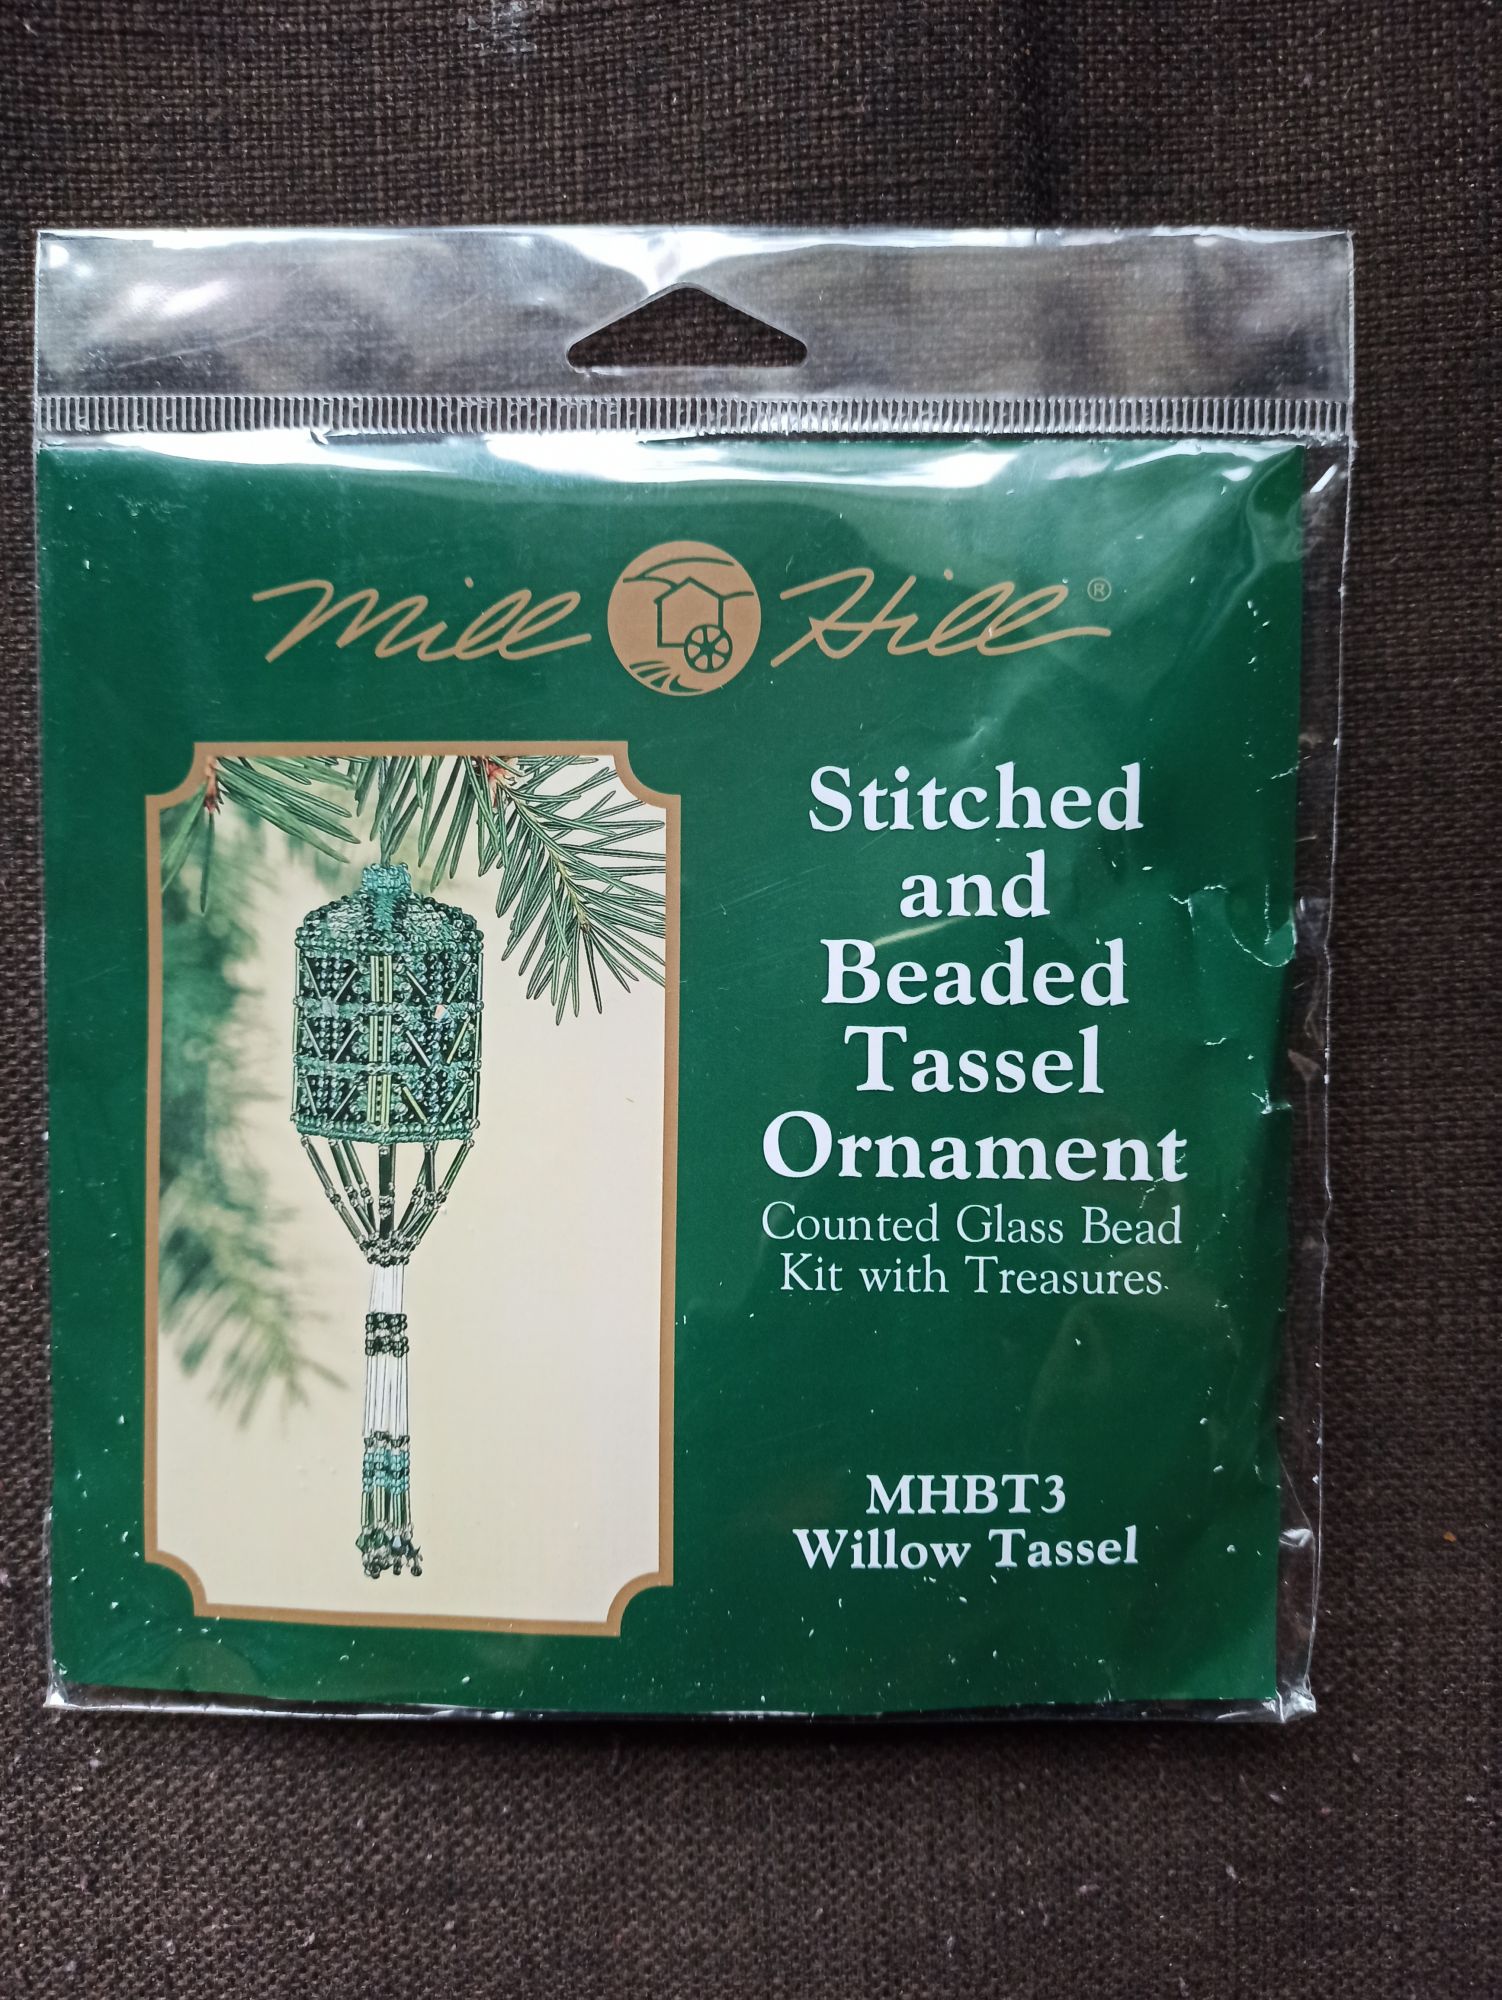 Mill Hill®
Stitched
and
Beaded
Tassel
Ornament
Counted Glass Bead
Kit with Treasures
MHBT3
Willow Tassel